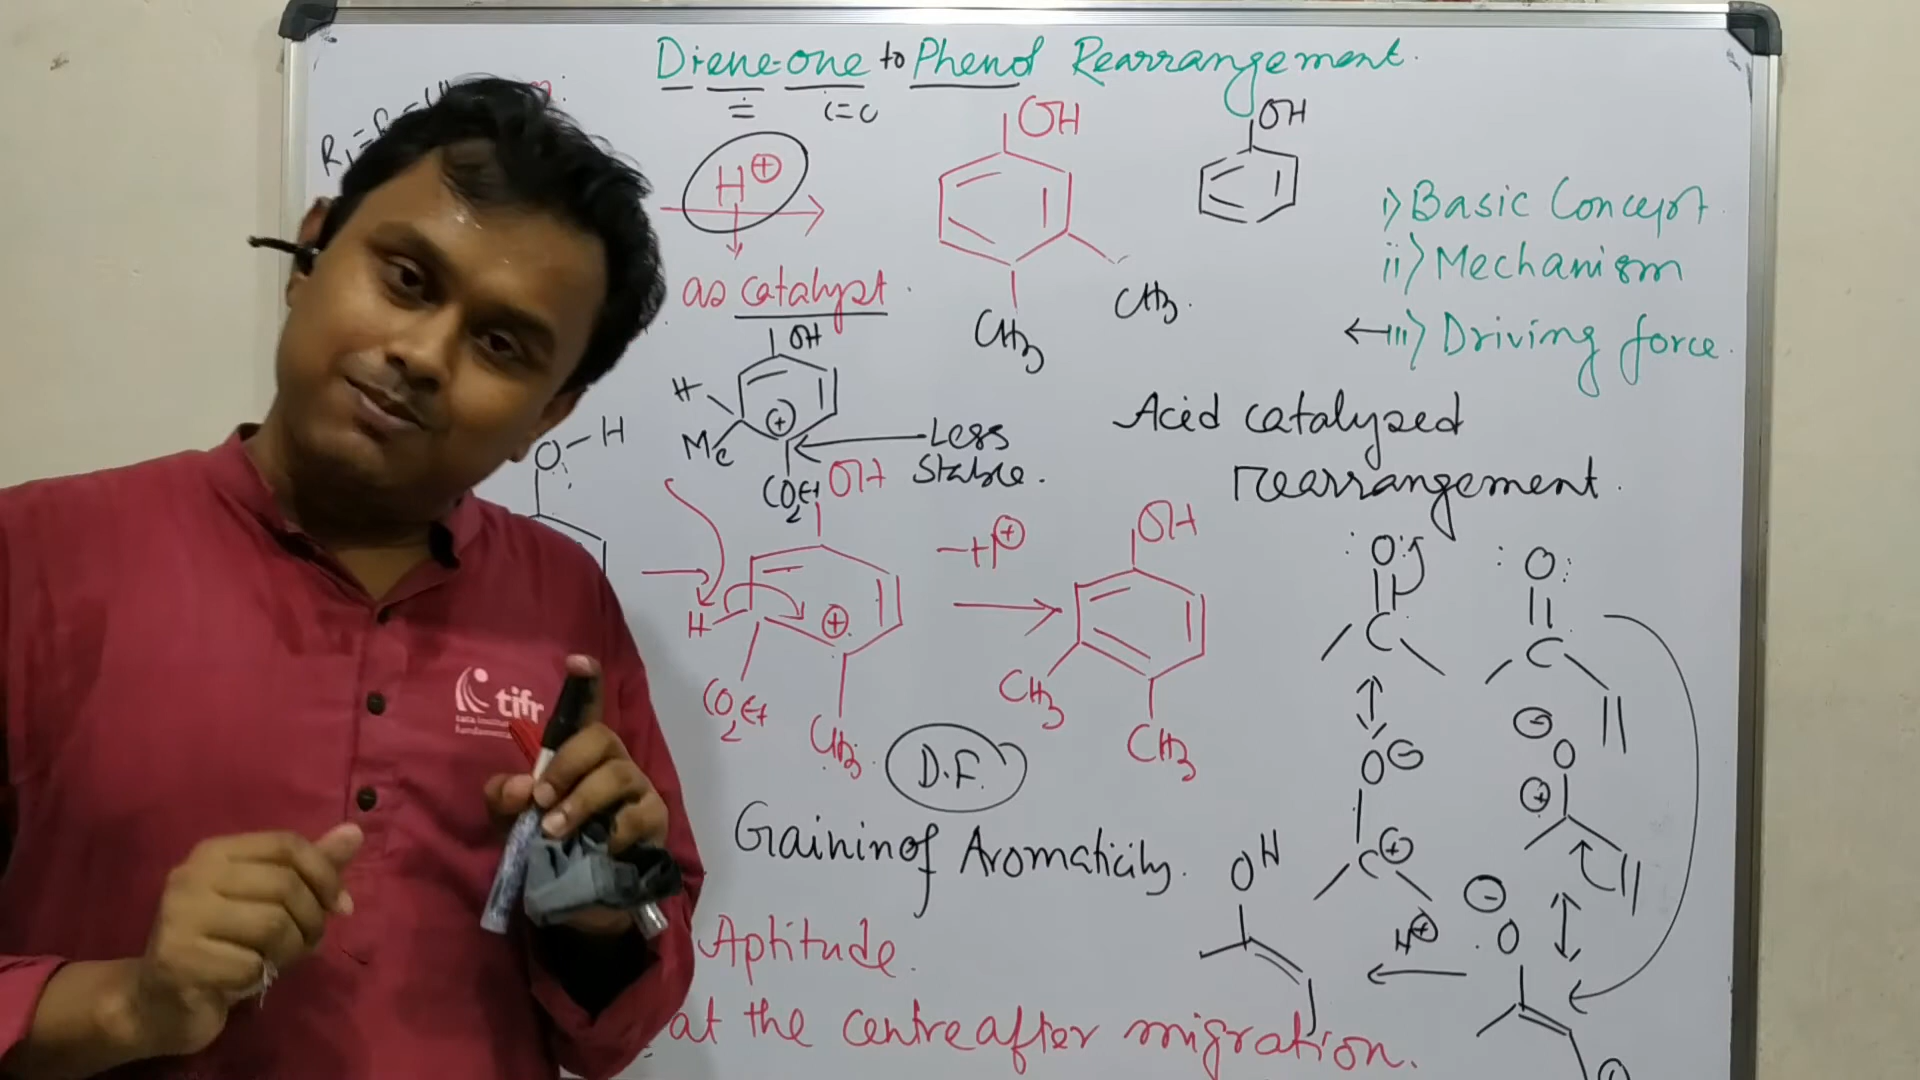 Diene-one to Phenol Rearrangement.
C=C
H⊕
as catalyst.
OH
CH3
CH3.
OH
i) Basic Concept
ii) Mechanism
← iii) Driving force.
Acid catalyzed
rearrangement.
OH
H
Me
⊕
CO2Et
Less
Stable.
O-H
OH
H
⊕
CO2Et
CH3
-H⊕
OH
CH3
CH3
D.F.
Gaininof Aromaticity.
Aptitude.
at the centre after migration.
O
C
O⊖
C⊕
O
C
⊖
O
⊕
⊖
O
H⊕
OH
tifr